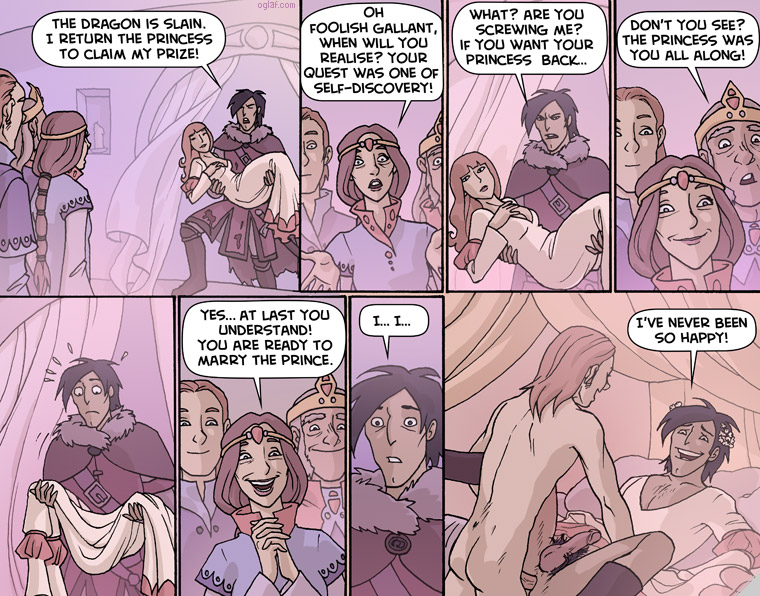 oglaf.com
THE DRAGON IS SLAIN.
I RETURN THE PRINCESS
TO CLAIM MY PRIZE!
OH
FOOLISH GALLANT,
WHEN WILL YOU
REALISE? YOUR
QUEST WAS ONE OF
SELF-DISCOVERY!
WHAT? ARE YOU
SCREWING ME?
IF YOU WANT YOUR
PRINCESS BACK...
DON'T YOU SEE?
THE PRINCESS WAS
YOU ALL ALONG!
YES... AT LAST YOU
UNDERSTAND!
YOU ARE READY TO
MARRY THE PRINCE.
I... I...
I'VE NEVER BEEN
SO HAPPY!